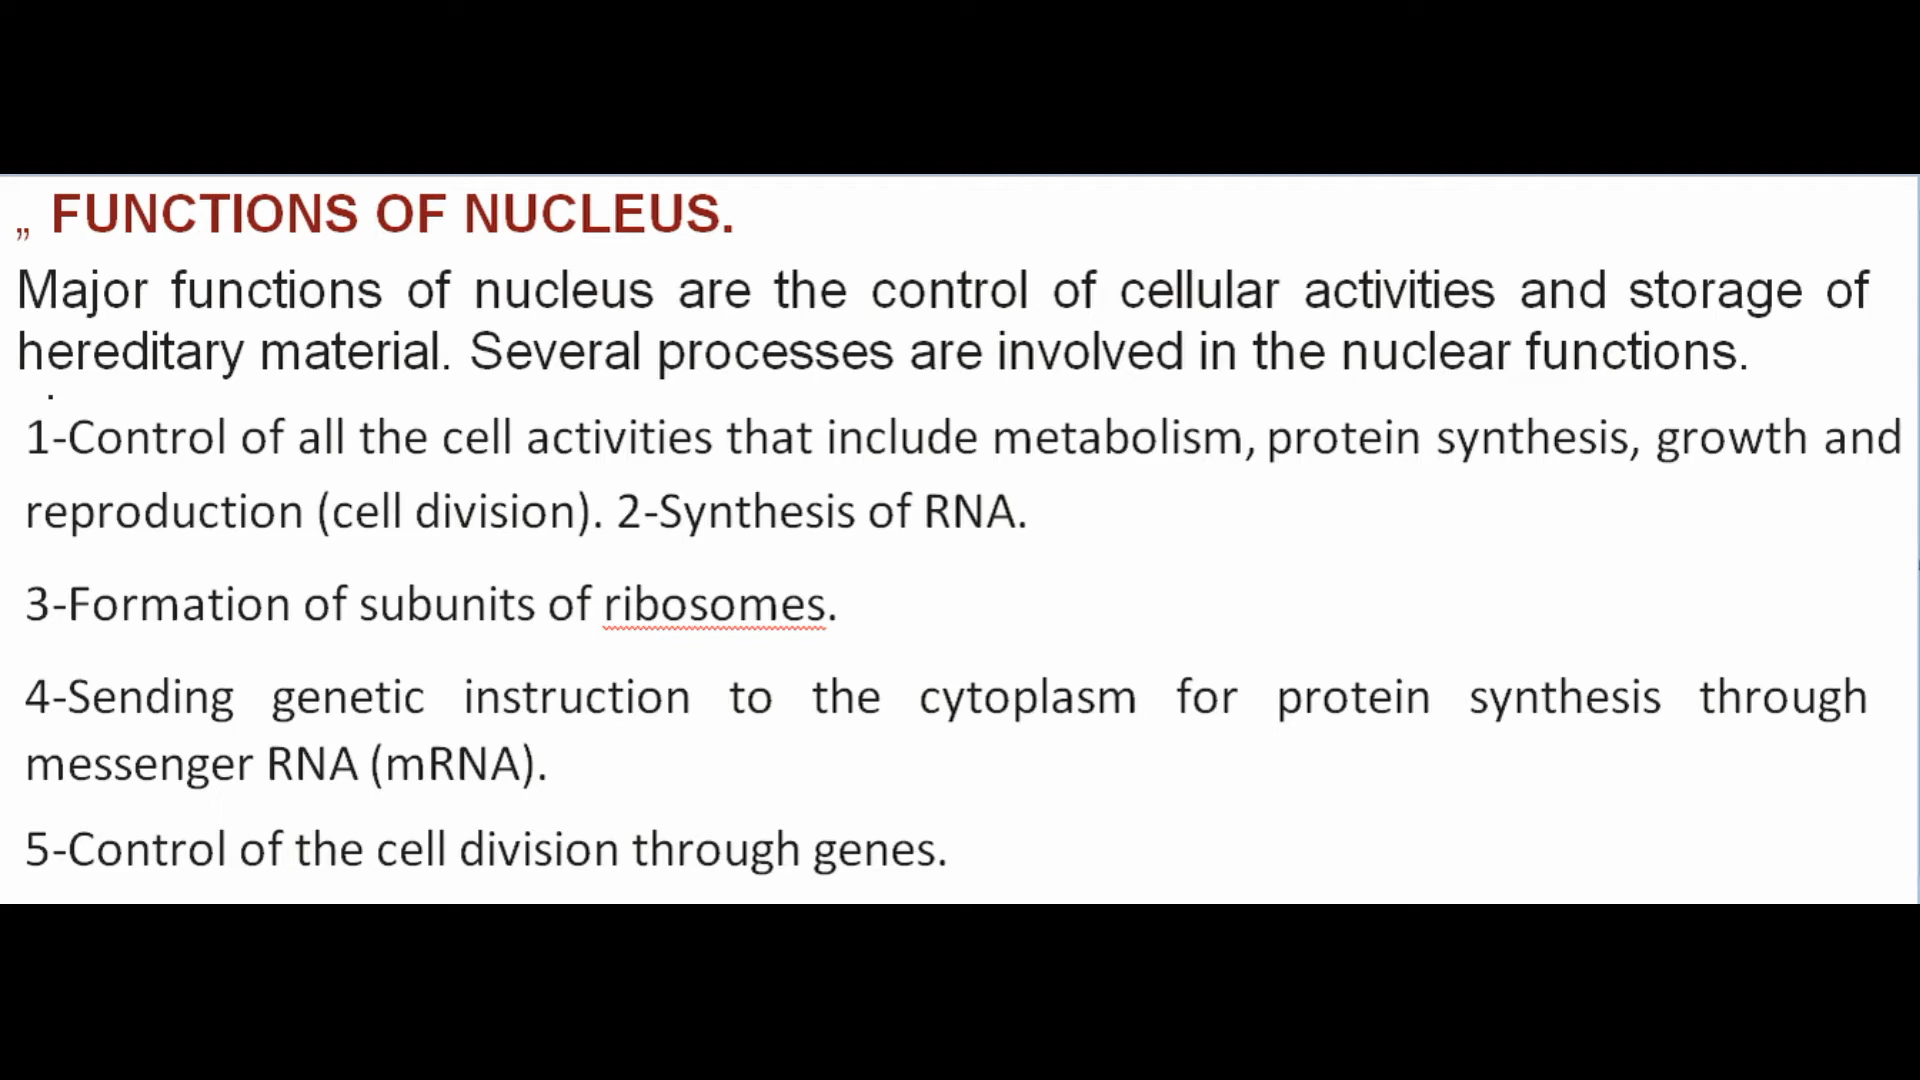 „ FUNCTIONS OF NUCLEUS.
Major functions of nucleus are the control of cellular activities and storage of
hereditary material. Several processes are involved in the nuclear functions.
.
1-Control of all the cell activities that include metabolism, protein synthesis, growth and
reproduction (cell division). 2-Synthesis of RNA.
3-Formation of subunits of ribosomes.
4-Sending genetic instruction to the cytoplasm for protein synthesis through
messenger RNA (mRNA).
5-Control of the cell division through genes.